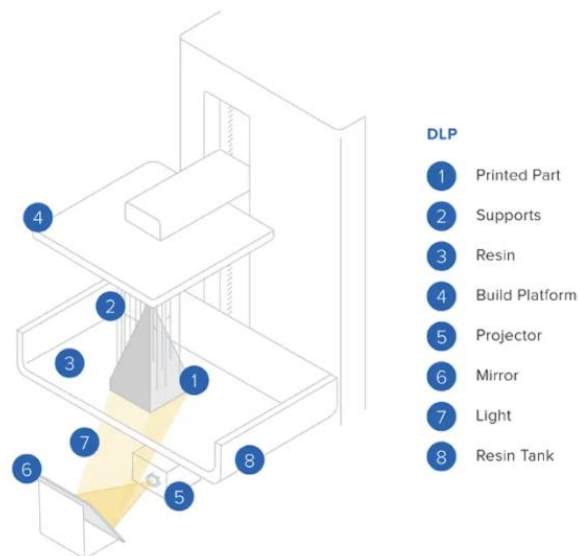 DLP
1 Printed Part
2 Supports
3 Resin
4 Build Platform
5 Projector
6 Mirror
7 Light
8 Resin Tank
4
2
3
1
7
8
6
5